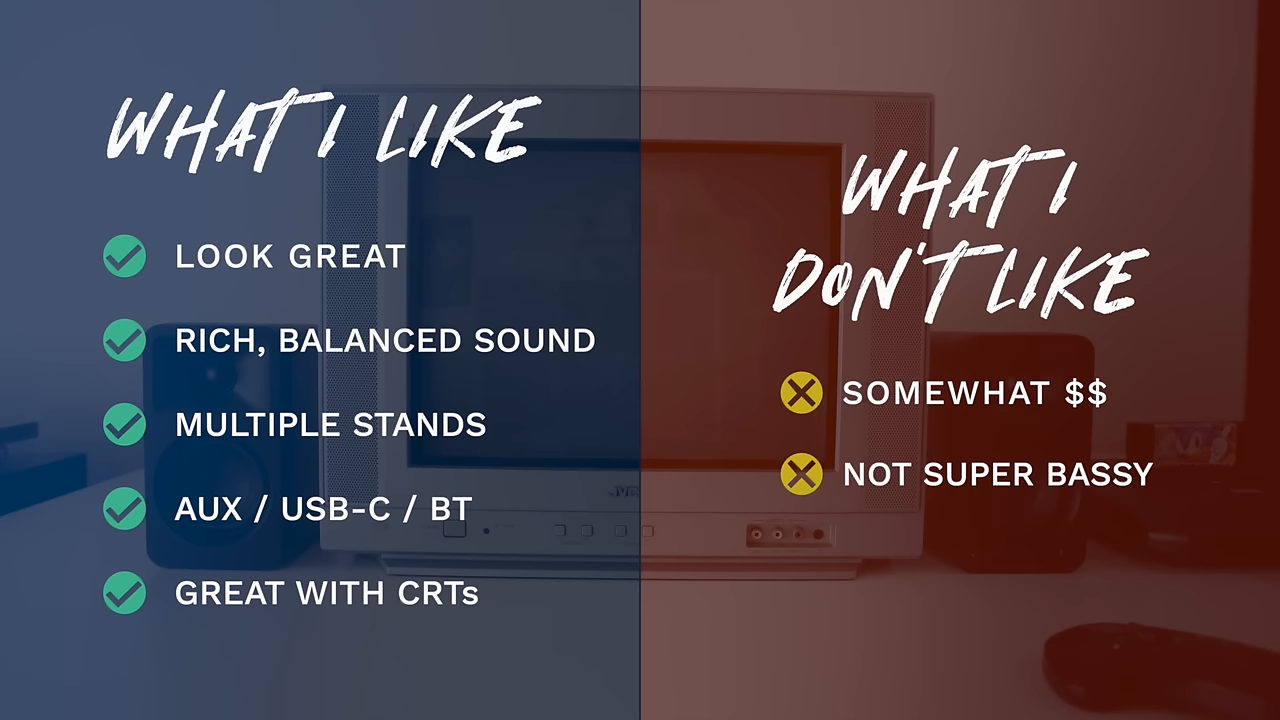 WHAT I LIKE
LOOK GREAT
RICH, BALANCED SOUND
MULTIPLE STANDS
AUX / USB-C / BT
GREAT WITH CRTs
WHAT I
DON'T LIKE
SOMEWHAT $$
NOT SUPER BASSY
JVC